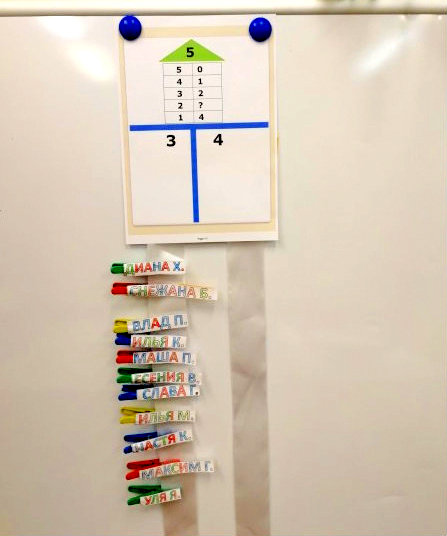 5
5 0
4 1
3 2
2 ?
1 4
3 4
ДИАНА Х.
СНЕЖАНА Б.
ВЛАД П.
ИЛЬЯ К.
МАША П.
ЕСЕНИЯ В.
СЛАВА Г.
ИЛЬЯ М.
НАСТЯ К.
МАКСИМ Г.
УЛЯ Я.